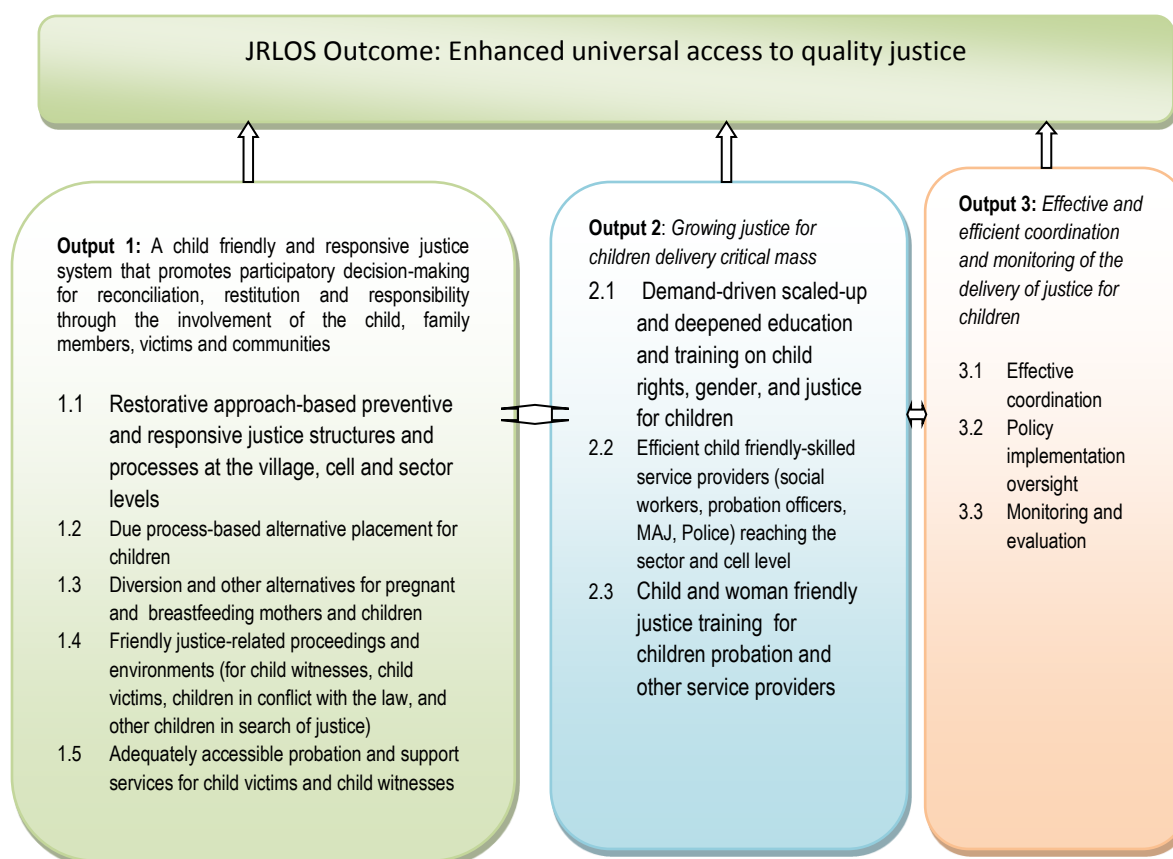 JRLOS Outcome: Enhanced universal access to quality justice
Output 1: A child friendly and responsive justice
system that promotes participatory decision-making
for reconciliation, restitution and responsibility
through the involvement of the child, family
members, victims and communities
1.1 Restorative approach-based preventive
and responsive justice structures and
processes at the village, cell and sector
levels
1.2 Due process-based alternative placement for
children
1.3 Diversion and other alternatives for pregnant
and breastfeeding mothers and children
1.4 Friendly justice-related proceedings and
environments (for child witnesses, child
victims, children in conflict with the law, and
other children in search of justice)
1.5 Adequately accessible probation and support
services for child victims and child witnesses
Output 2: Growing justice for
children delivery critical mass
2.1 Demand-driven scaled-up
and deepened education
and training on child
rights, gender, and justice
for children
2.2 Efficient child friendly-skilled
service providers (social
workers, probation officers,
MAJ, Police) reaching the
sector and cell level
2.3 Child and woman friendly
justice training for
children probation and
other service providers
Output 3: Effective and
efficient coordination
and monitoring of the
delivery of justice for
children
3.1 Effective
coordination
3.2 Policy
implementation
oversight
3.3 Monitoring and
evaluation